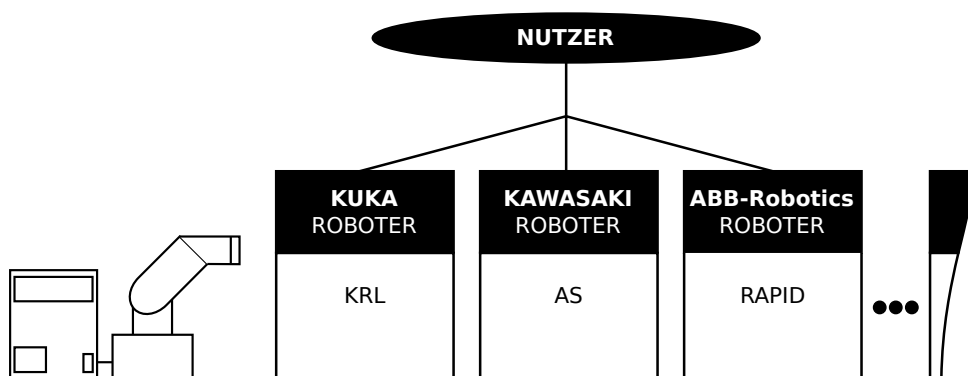 NUTZER
KUKA
ROBOTER
KAWASAKI
ROBOTER
ABB-Robotics
ROBOTER
KRL
AS
RAPID